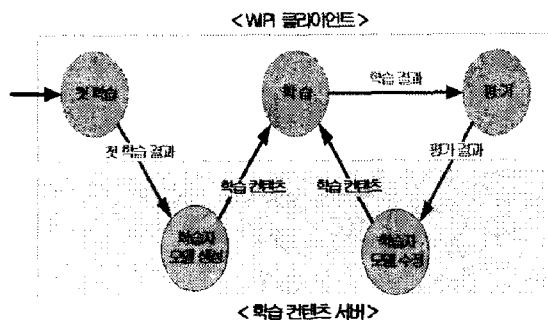 < WIPI 클라이언트 >
첫 학습
학 습
학습 결과
평 가
첫 학습 결과
평가 결과
학습 컨텐츠
학습 컨텐츠
학습자
모델 생성
학습자
모델 수정
< 학습 컨텐츠 서버 >